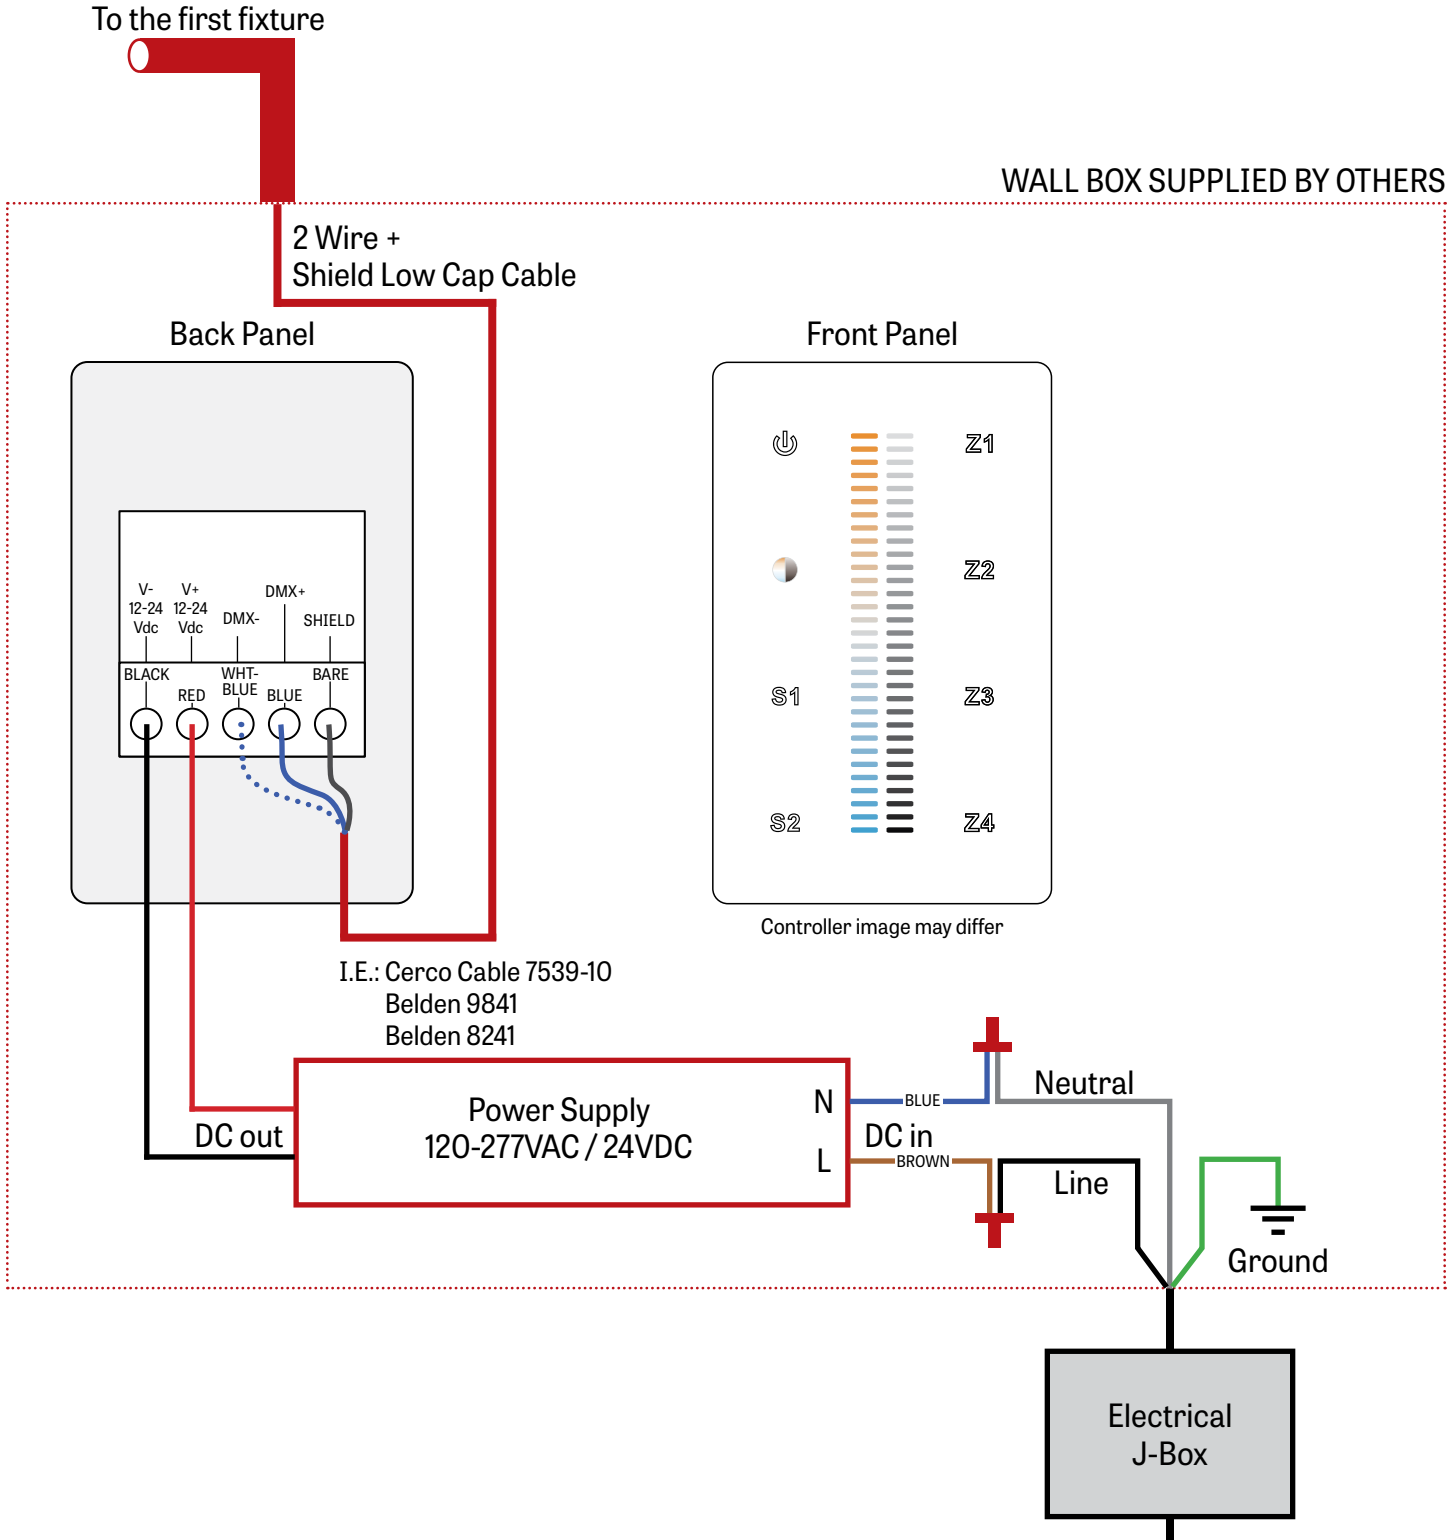 To the first fixture
WALL BOX SUPPLIED BY OTHERS
2 Wire +
Shield Low Cap Cable
Back Panel
V-
12-24
Vdc
V+
12-24
Vdc
DMX-
DMX+
SHIELD
BLACK
RED
WHT-
BLUE
BLUE
BARE
Front Panel
Z1
Z2
S1
Z3
S2
Z4
Controller image may differ
I.E.: Cerco Cable 7539-10
Belden 9841
Belden 8241
DC out
Power Supply
120-277VAC / 24VDC
N
L
BLUE
DC in
BROWN
Neutral
Line
Ground
Electrical
J-Box